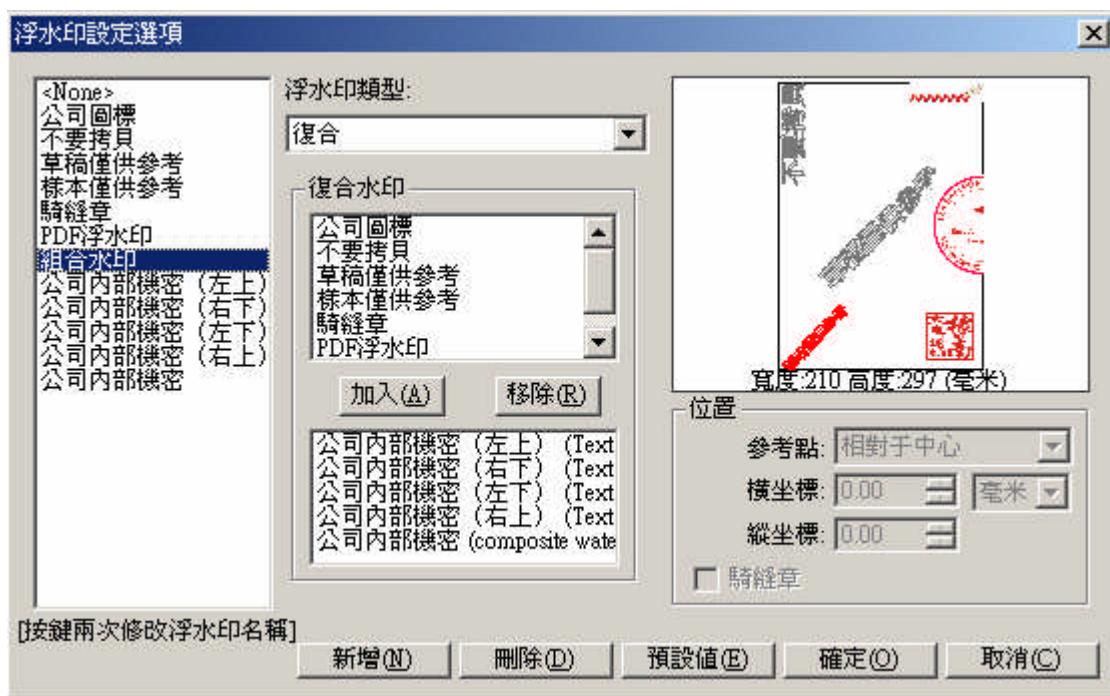 浮水印設定選項
<None>
公司圖標
不要拷貝
草稿僅供參考
樣本僅供參考
騎縫章
PDF浮水印
組合水印
公司內部機密（左上）
公司內部機密（右下）
公司內部機密（左下）
公司內部機密（右上）
公司內部機密
[按鍵兩次修改浮水印名稱]
浮水印類型:
復合
復合水印
公司圖標
不要拷貝
草稿僅供參考
樣本僅供參考
騎縫章
PDF浮水印
加入(A)
移除(R)
公司內部機密（左上） (Text
公司內部機密（右下） (Text
公司內部機密（左下） (Text
公司內部機密（右上） (Text
公司內部機密 (composite wate
不要拷貝
寬度:210 高度:297 (毫米)
位置
參考點: 相對于中心
橫坐標: 0.00 毫米
縱坐標: 0.00
騎縫章
新增(N)
刪除(D)
預設值(E)
確定(O)
取消(C)